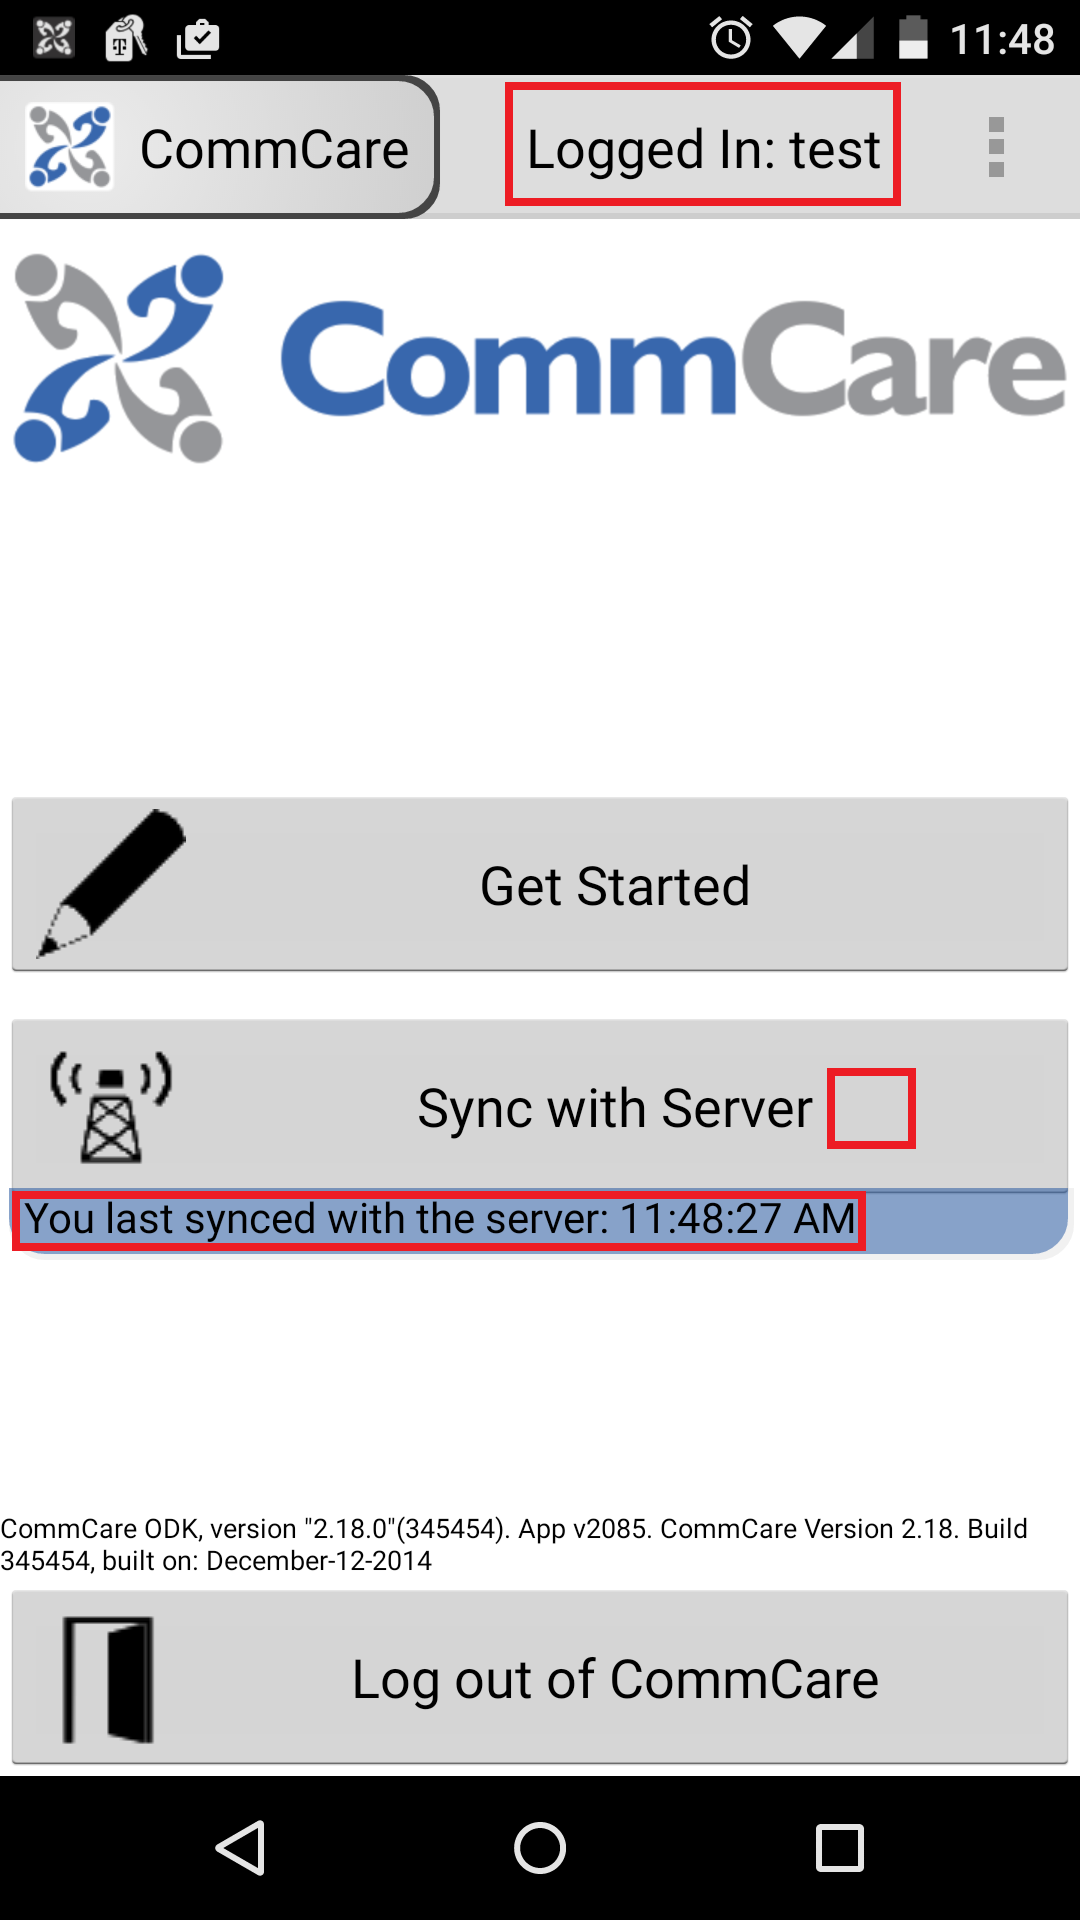 11:48
CommCare
Logged In: test
CommCare
Get Started
Sync with Server
You last synced with the server: 11:48:27 AM
CommCare ODK, version "2.18.0"(345454). App v2085. CommCare Version 2.18. Build
345454, built on: December-12-2014
Log out of CommCare